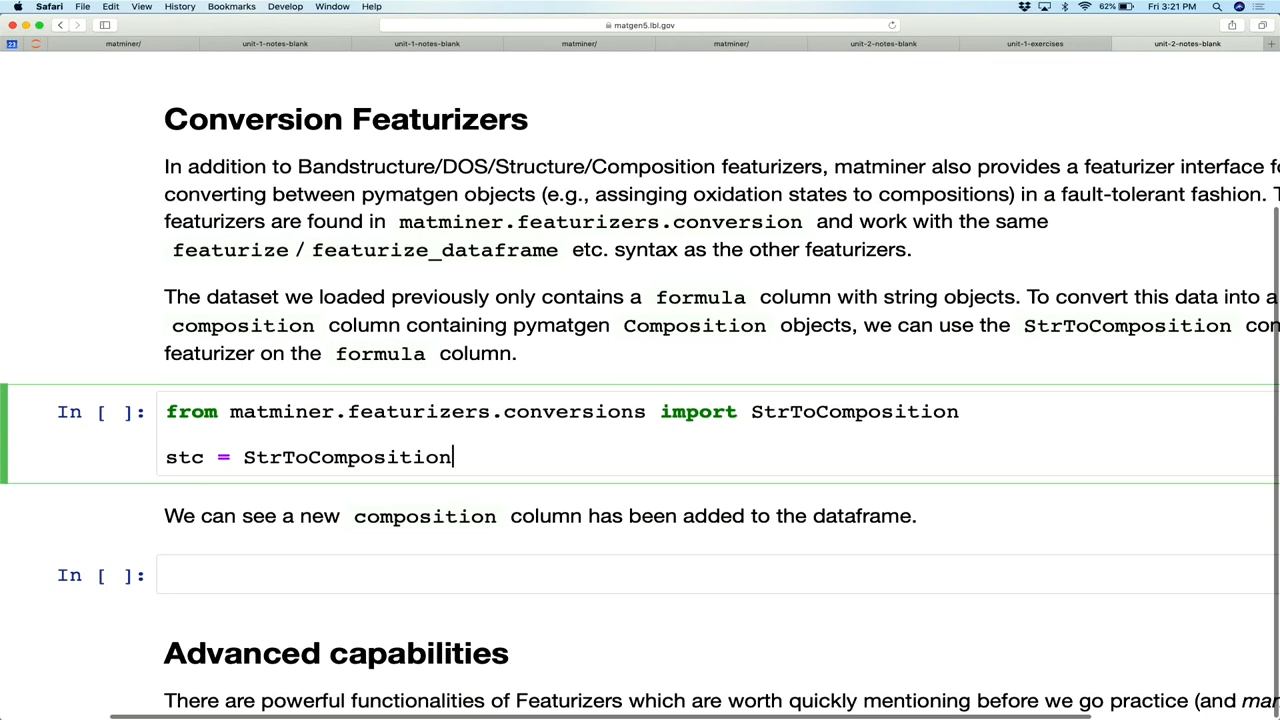 Safari File Edit View History Bookmarks Develop Window Help 62% Fri 3:21 PM
matgen5.lbl.gov
23 matminer/ unit-1-notes-blank unit-1-notes-blank matminer/ matminer/ unit-2-notes-blank unit-1-exercises unit-2-notes-blank
Conversion Featurizers
In addition to Bandstructure/DOS/Structure/Composition featurizers, matminer also provides a featurizer interface
converting between pymatgen objects (e.g., assinging oxidation states to compositions) in a fault-tolerant fashion.
featurizers are found in matminer.featurizers.conversion and work with the same
featurize / featurize_dataframe etc. syntax as the other featurizers.
The dataset we loaded previously only contains a formula column with string objects. To convert this data into a
composition column containing pymatgen Composition objects, we can use the StrToComposition
featurizer on the formula column.
In [ ]: from matminer.featurizers.conversions import StrToComposition
stc = StrToComposition
We can see a new composition column has been added to the dataframe.
In [ ]:
Advanced capabilities
There are powerful functionalities of Featurizers which are worth quickly mentioning before we go practice (and